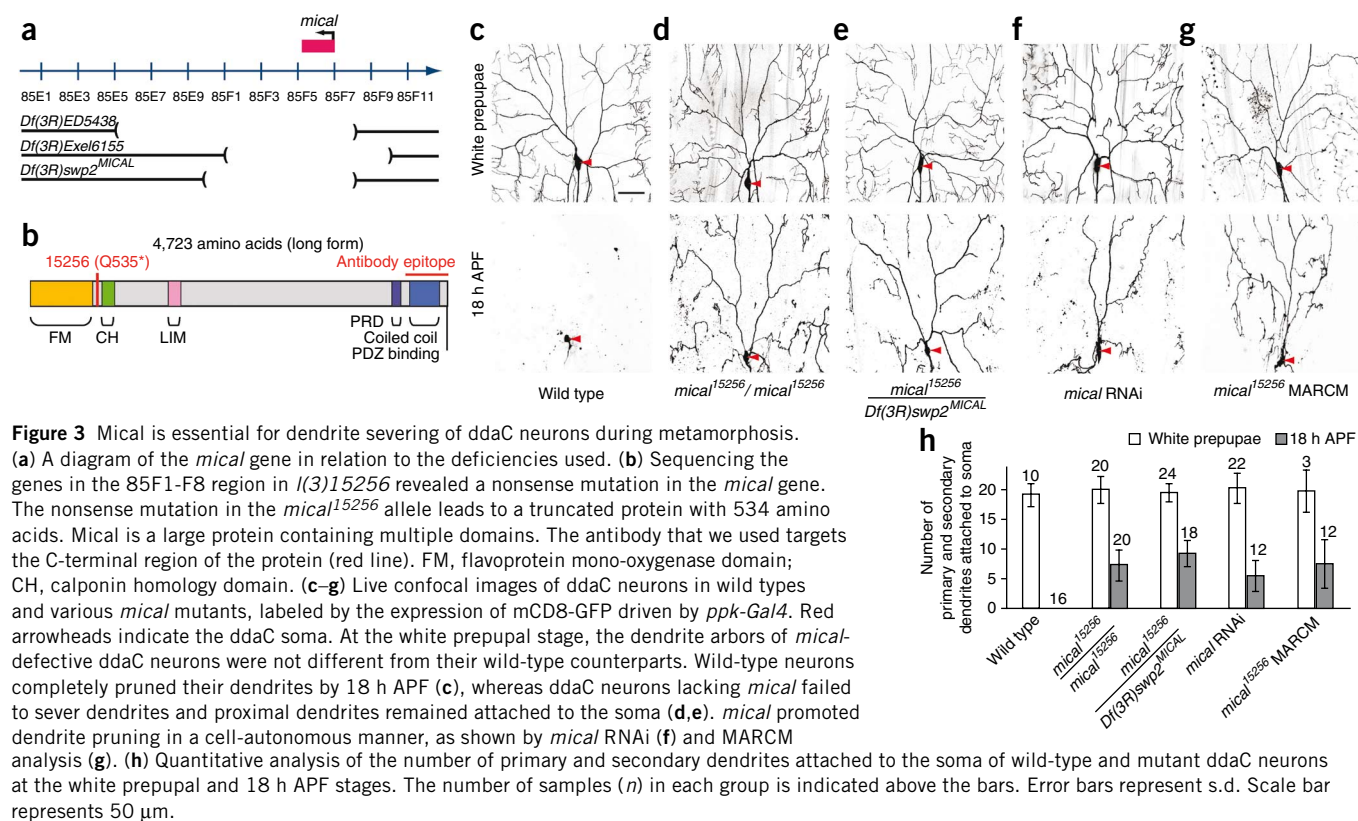 a
mical
85E1 85E3 85E5 85E7 85E9 85F1 85F3 85F5 85F7 85F9 85F11
Df(3R)ED5438
Df(3R)Exel6155
Df(3R)swp2MICAL
b
4,723 amino acids (long form)
15256 (Q535*)
Antibody epitope
FM
CH
LIM
PRD
Coiled coil
PDZ binding
c
d
e
f
g
White prepupae
18 h APF
Wild type
mical15256/mical15256
mical15256
Df(3R)swp2MICAL
mical RNAi
mical15256 MARCM
Figure 3 Mical is essential for dendrite severing of ddaC neurons during metamorphosis.
(a) A diagram of the mical gene in relation to the deficiencies used. (b) Sequencing the
genes in the 85F1-F8 region in l(3)15256 revealed a nonsense mutation in the mical gene.
The nonsense mutation in the mical15256 allele leads to a truncated protein with 534 amino
acids. Mical is a large protein containing multiple domains. The antibody that we used targets
the C-terminal region of the protein (red line). FM, flavoprotein mono-oxygenase domain;
CH, calponin homology domain. (c–g) Live confocal images of ddaC neurons in wild types
and various mical mutants, labeled by the expression of mCD8-GFP driven by ppk-Gal4. Red
arrowheads indicate the ddaC soma. At the white prepupal stage, the dendrite arbors of mical-
defective ddaC neurons were not different from their wild-type counterparts. Wild-type neurons
completely pruned their dendrites by 18 h APF (c), whereas ddaC neurons lacking mical failed
to sever dendrites and proximal dendrites remained attached to the soma (d,e). mical promoted
dendrite pruning in a cell-autonomous manner, as shown by mical RNAi (f) and MARCM
analysis (g). (h) Quantitative analysis of the number of primary and secondary dendrites attached to the soma of wild-type and mutant ddaC neurons
at the white prepupal and 18 h APF stages. The number of samples (n) in each group is indicated above the bars. Error bars represent s.d. Scale bar
represents 50 μm.
h
White prepupae
18 h APF
Number of
primary and secondary
dendrites attached to soma
20
15
10
5
0
10
16
20
20
24
18
22
12
3
12
Wild type
mical15256
mical15256
mical15256
Df(3R)swp2MICAL
mical RNAi
mical15256 MARCM